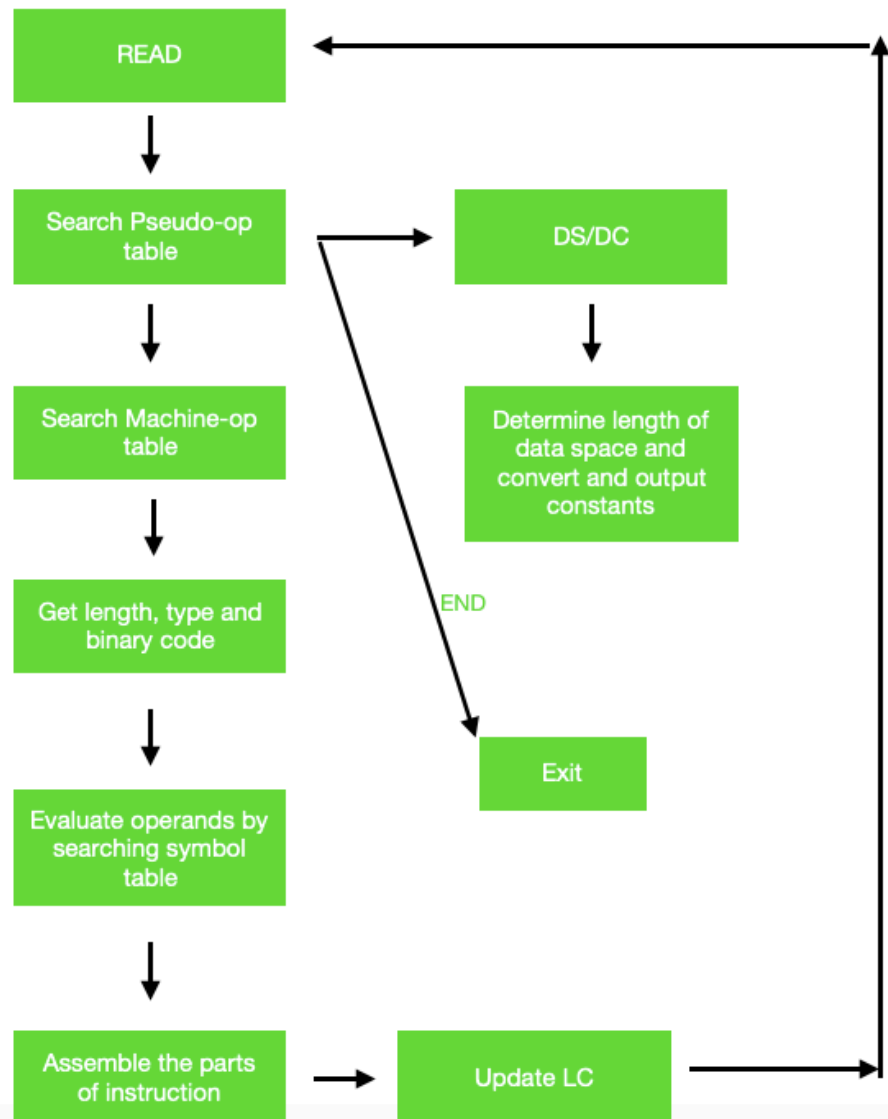 READ
Search Pseudo-op
table
DS/DC
Search Machine-op
table
Determine length of
data space and
convert and output
constants
Get length, type and
binary code
END
Exit
Evaluate operands by
searching symbol
table
Assemble the parts
of instruction
Update LC